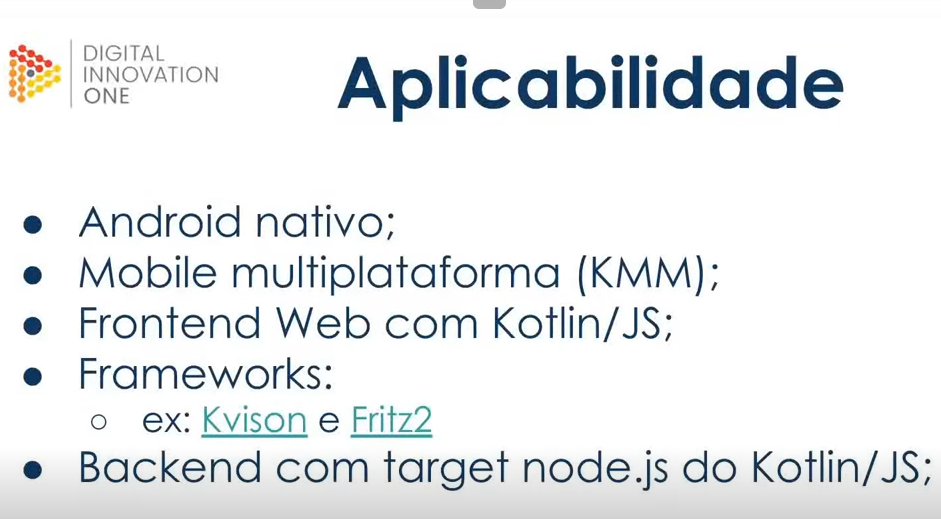 DIGITAL
INNOVATION
ONE
Aplicabilidade
● Android nativo;
● Mobile multiplataforma (KMM);
● Frontend Web com Kotlin/JS;
● Frameworks:
○ ex: Kvison e Fritz2
● Backend com target node.js do Kotlin/JS;